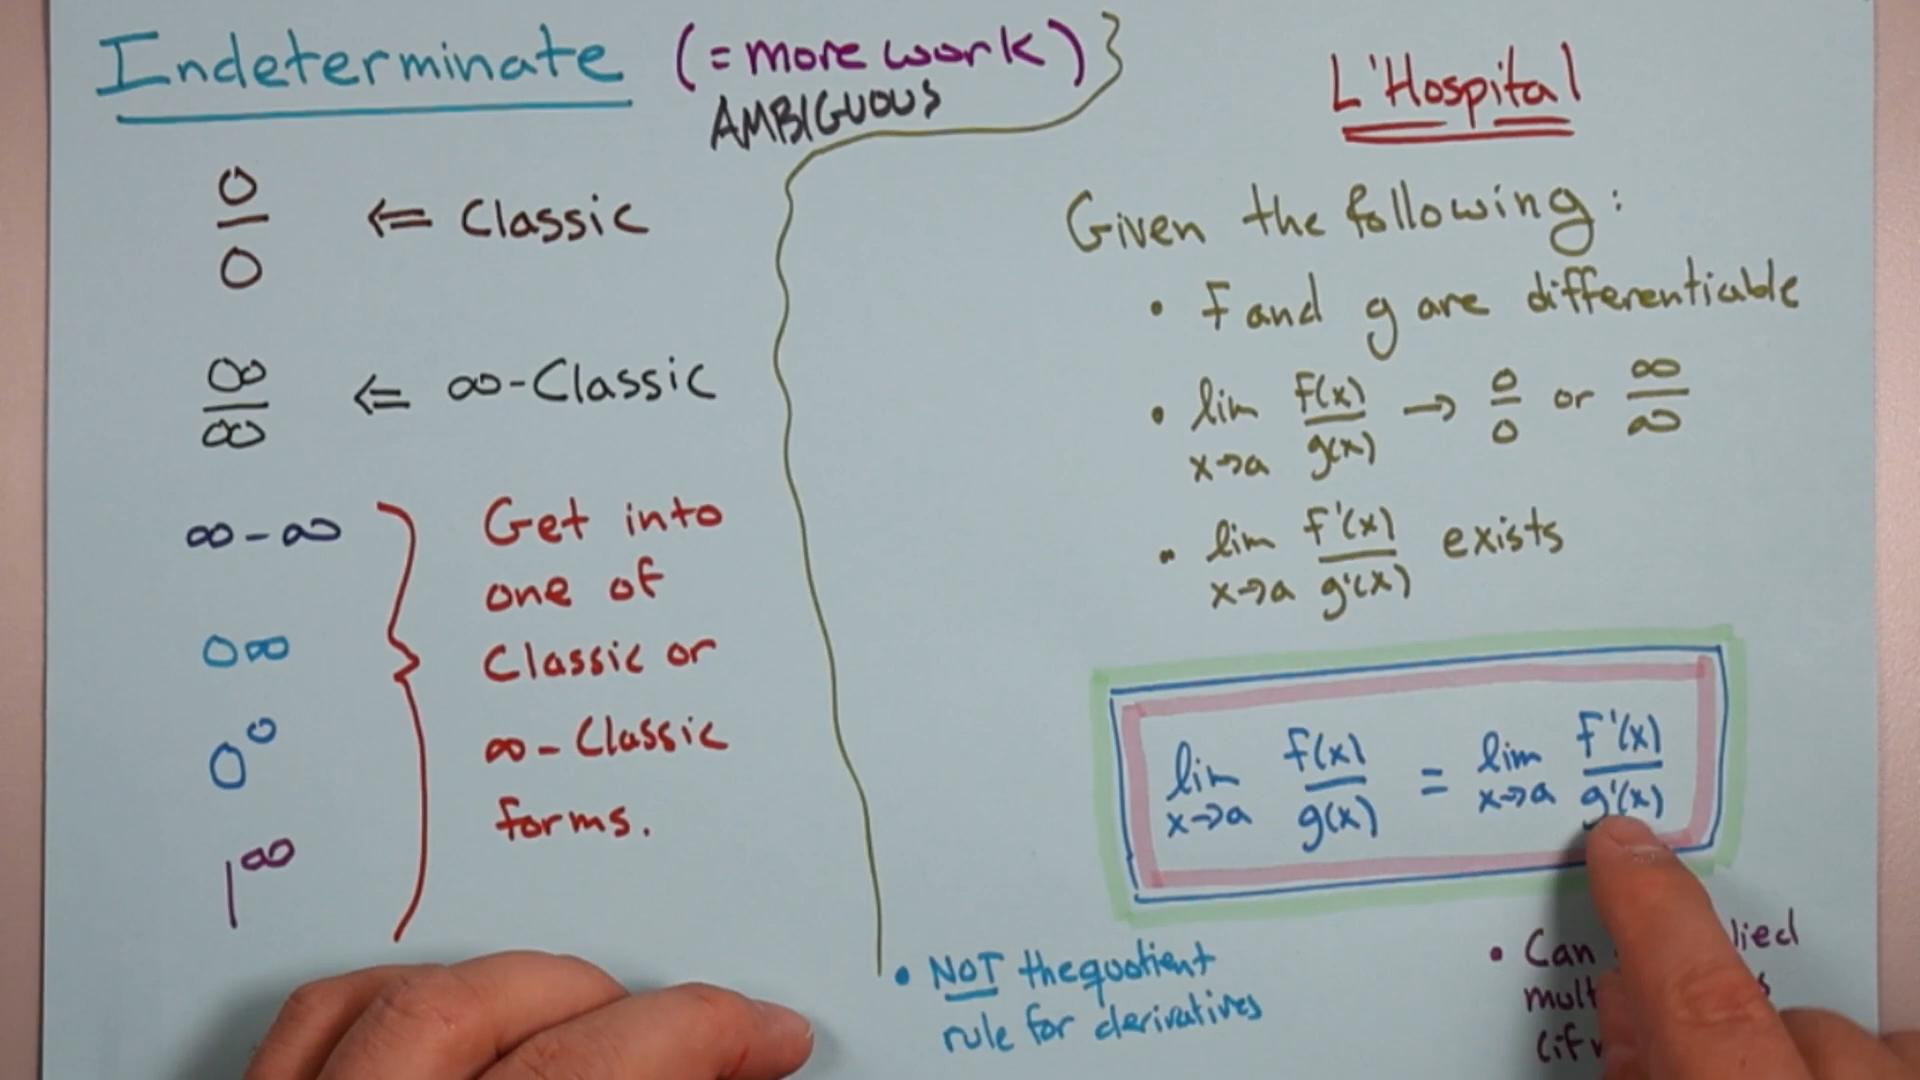 Indeterminate (= more work)
AMBIGUOUS
0/0 ⇐ Classic
∞/∞ ⇐ ∞-Classic
∞-∞
0∞
0^0
1^∞
Get into
one of
Classic or
∞-Classic
forms.
L'Hospital
Given the following:
• F and g are differentiable
• lim x→a F(x)/g(x) → 0/0 or ∞/∞
• lim x→a F'(x)/g'(x) exists
lim x→a F(x)/g(x) = lim x→a F'(x)/g'(x)
• NOT the quotient
rule for derivatives
• Can